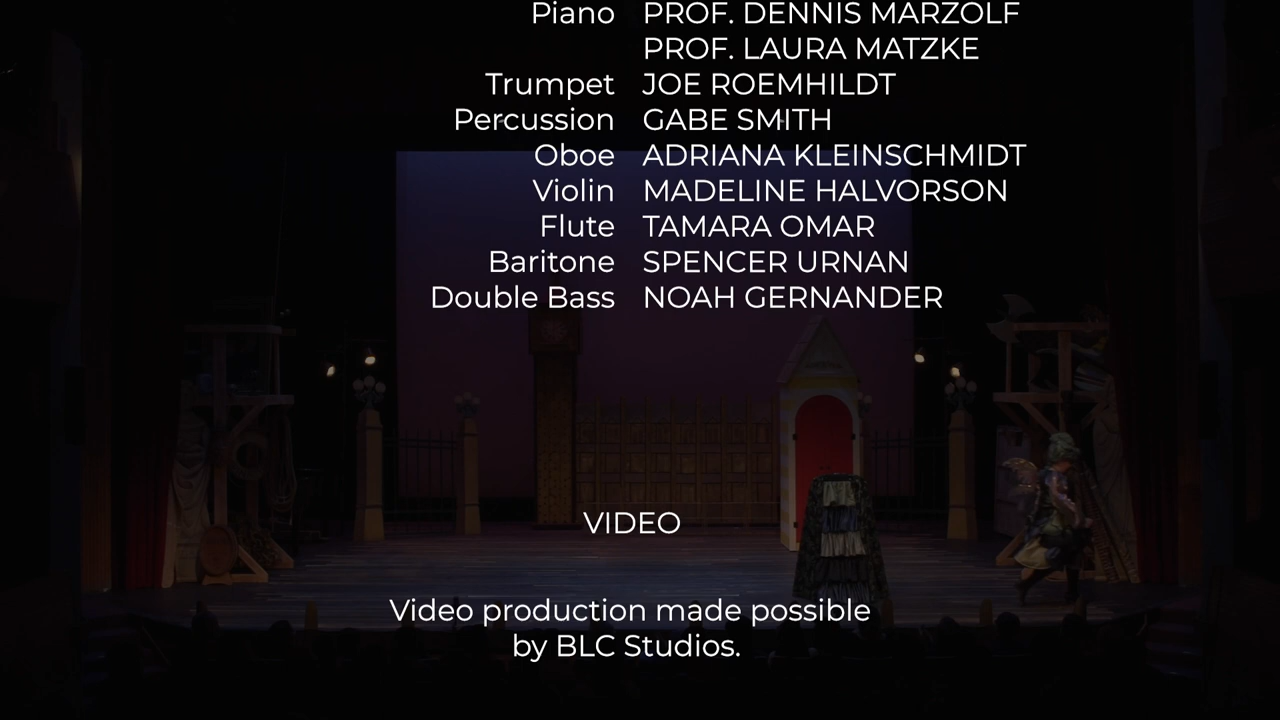 Piano PROF. DENNIS MARZOLF
PROF. LAURA MATZKE
Trumpet JOE ROEMHILDT
Percussion GABE SMITH
Oboe ADRIANA KLEINSCHMIDT
Violin MADELINE HALVORSON
Flute TAMARA OMAR
Baritone SPENCER URNAN
Double Bass NOAH GERNANDER
VIDEO
Video production made possible
by BLC Studios.